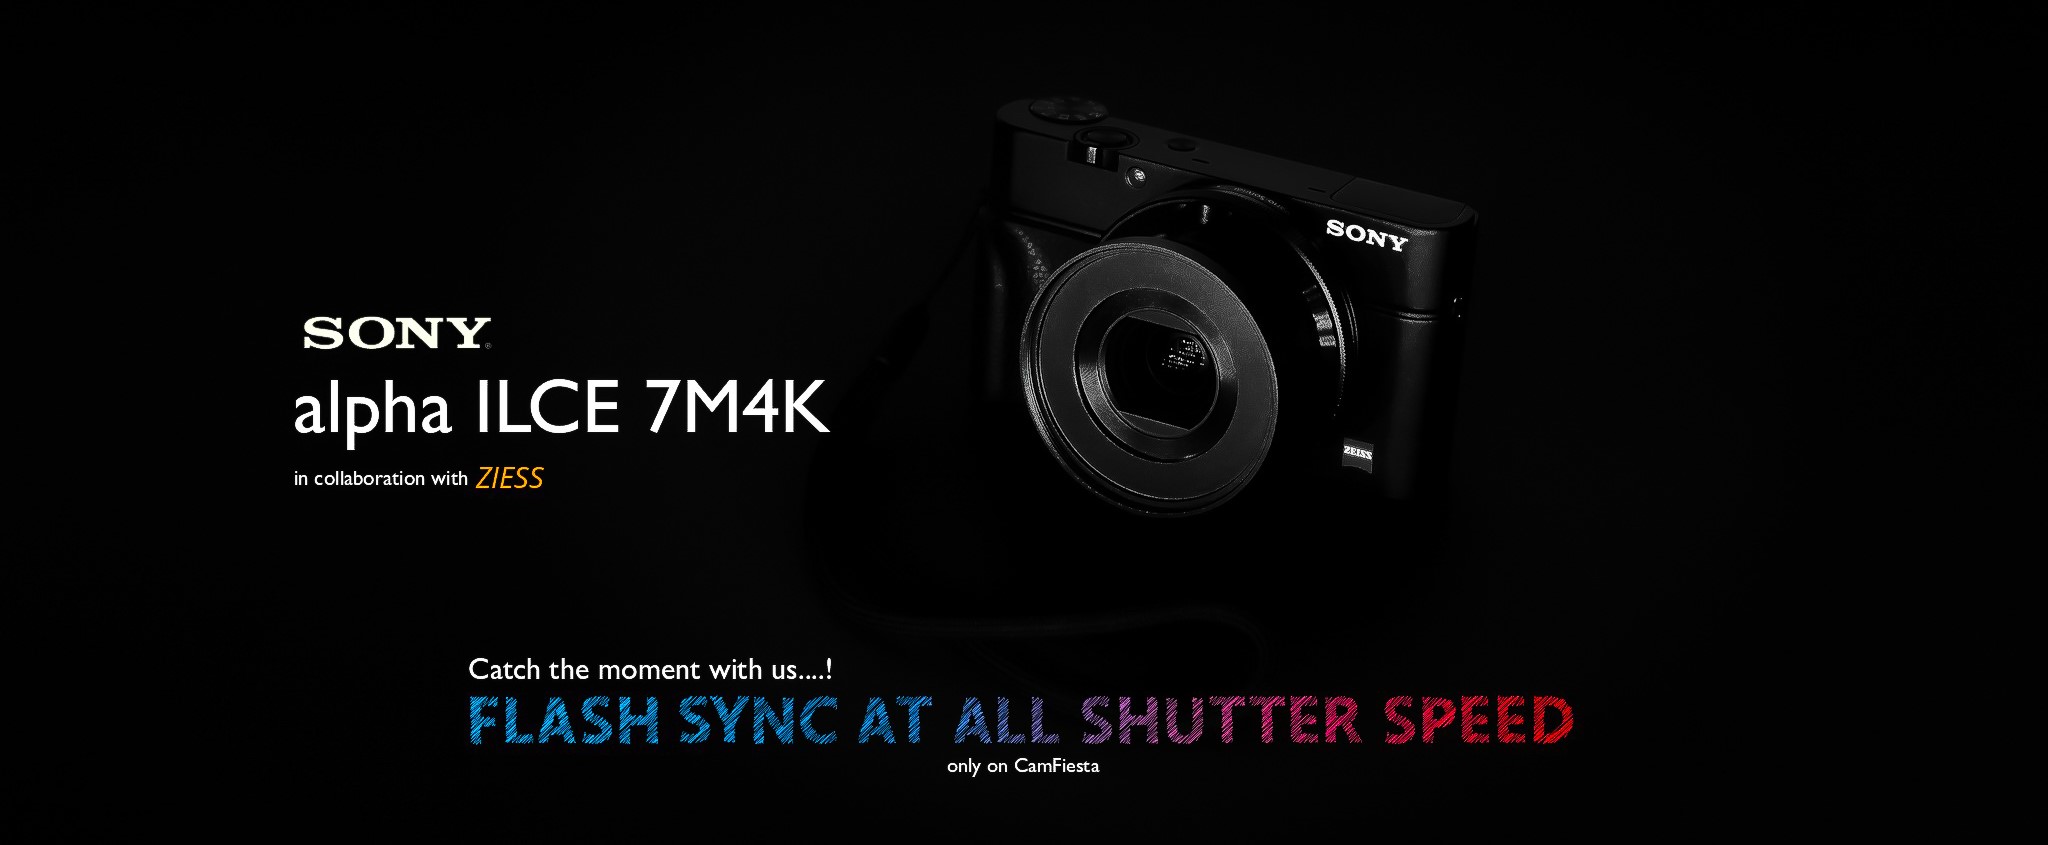 SONY
ZEISS
SONY
alpha ILCE 7M4K
in collaboration with ZIESS
Catch the moment with us....!
FLASH SYNC AT ALL SHUTTER SPEED
only on CamFiesta